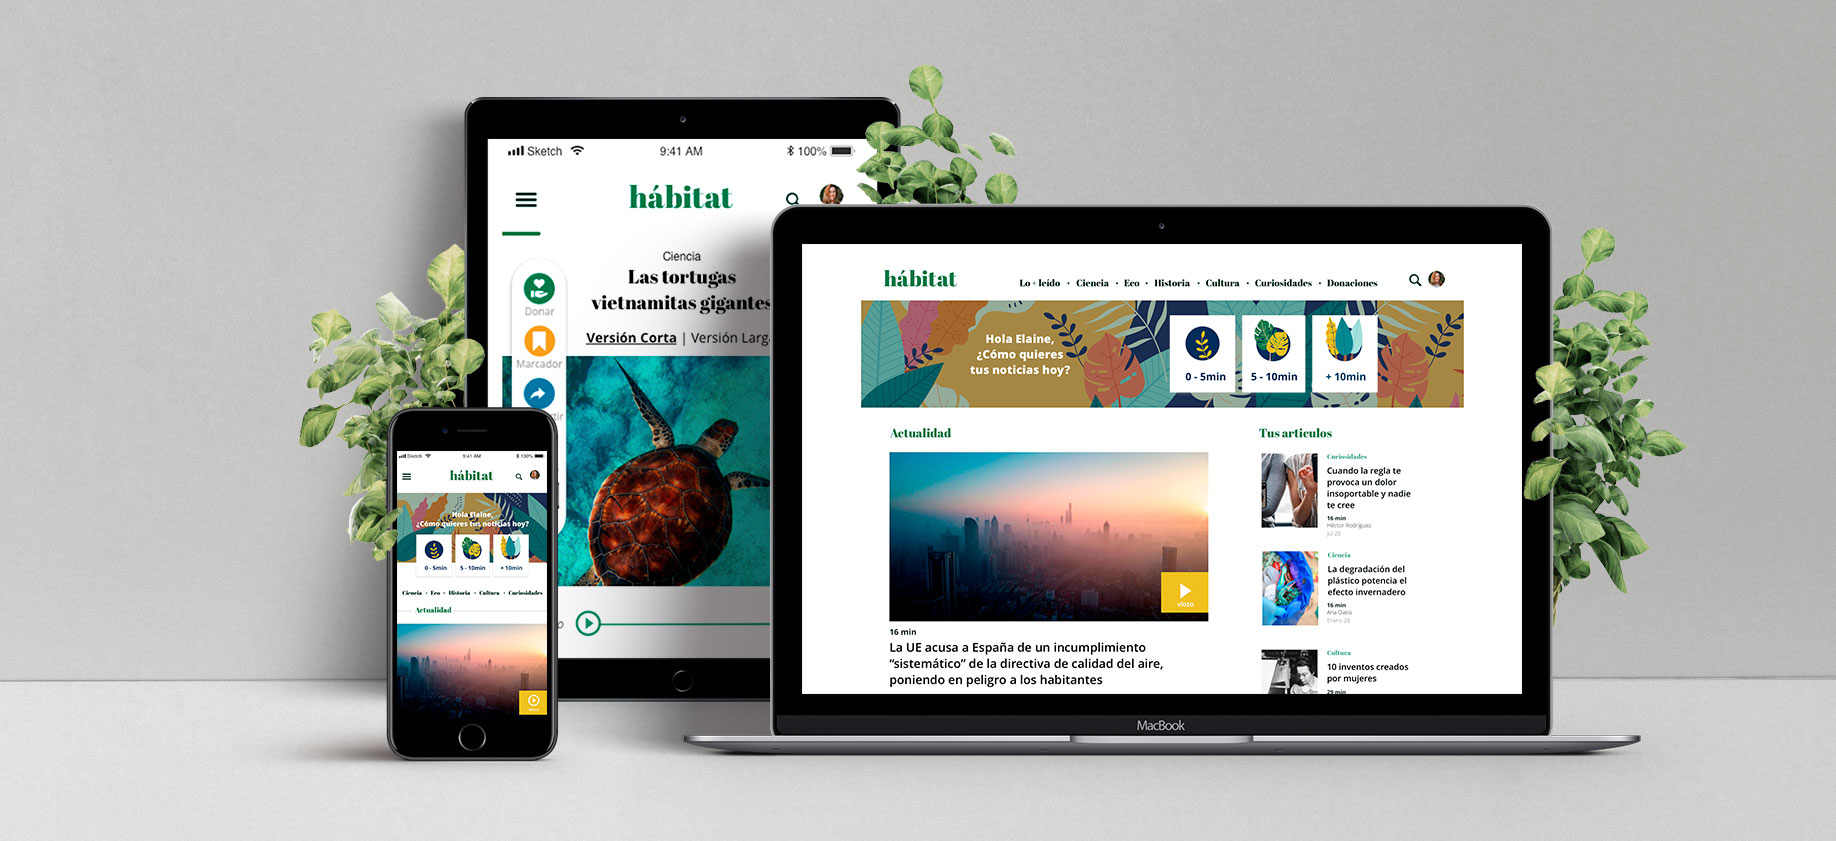 Sketch 9:41 AM 100%
hábitat
Ciencia
Las tortugas
vietnamitas gigantes
Versión Corta | Versión Larg
Donar
Marcador
Sketch 9:41 AM 100%
hábitat
Hola Elaine,
¿Cómo quieres tus noticias hoy?
0 - 5min 5 - 10min + 10min
Ciencia • Eco • Historia • Cultura • Curiosidades
Actualidad
hábitat
Lo + leído • Ciencia • Eco • Historia • Cultura • Curiosidades • Donaciones
Hola Elaine,
¿Cómo quieres
tus noticias hoy?
0 - 5min 5 - 10min + 10min
Actualidad
VIDEO
16 min
La UE acusa a España de un incumplimiento
“sistemático” de la directiva de calidad del aire,
poniendo en peligro a los habitantes
Tus articulos
Curiosidades
Cuando la regla te
provoca un dolor
insoportable y nadie
te cree
16 min
Héctor Rodríguez
Jul 28
Ciencia
La degradación del
plástico potencia el
efecto invernadero
16 min
Ana Oasis
Enero 28
Cultura
10 inventos creados
por mujeres
29 min
MacBook